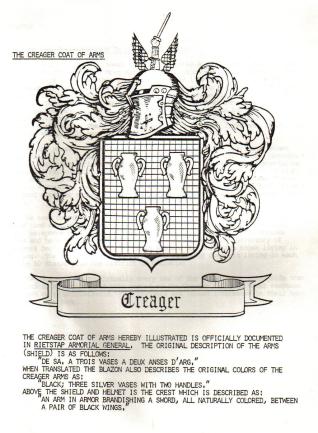 THE CREAGER COAT OF ARMS
Creager
THE CREAGER COAT OF ARMS HEREBY ILLUSTRATED IS OFFICIALLY DOCUMENTED
IN RIETSTAP ARMORIAL GENERAL. THE ORIGINAL DESCRIPTION OF THE ARMS
(SHIELD) IS AS FOLLOWS:
"DE SA. A TROIS VASES A DEUX ANSES D'ARG."
WHEN TRANSLATED THE BLAZON ALSO DESCRIBES THE ORIGINAL COLORS OF THE
CREAGER ARMS AS:
"BLACK; THREE SILVER VASES WITH TWO HANDLES."
ABOVE THE SHIELD AND HELMET IS THE CREST WHICH IS DESCRIBED AS:
"AN ARM IN ARMOR BRANDISHING A SWORD, ALL NATURALLY COLORED, BETWEEN
A PAIR OF BLACK WINGS."